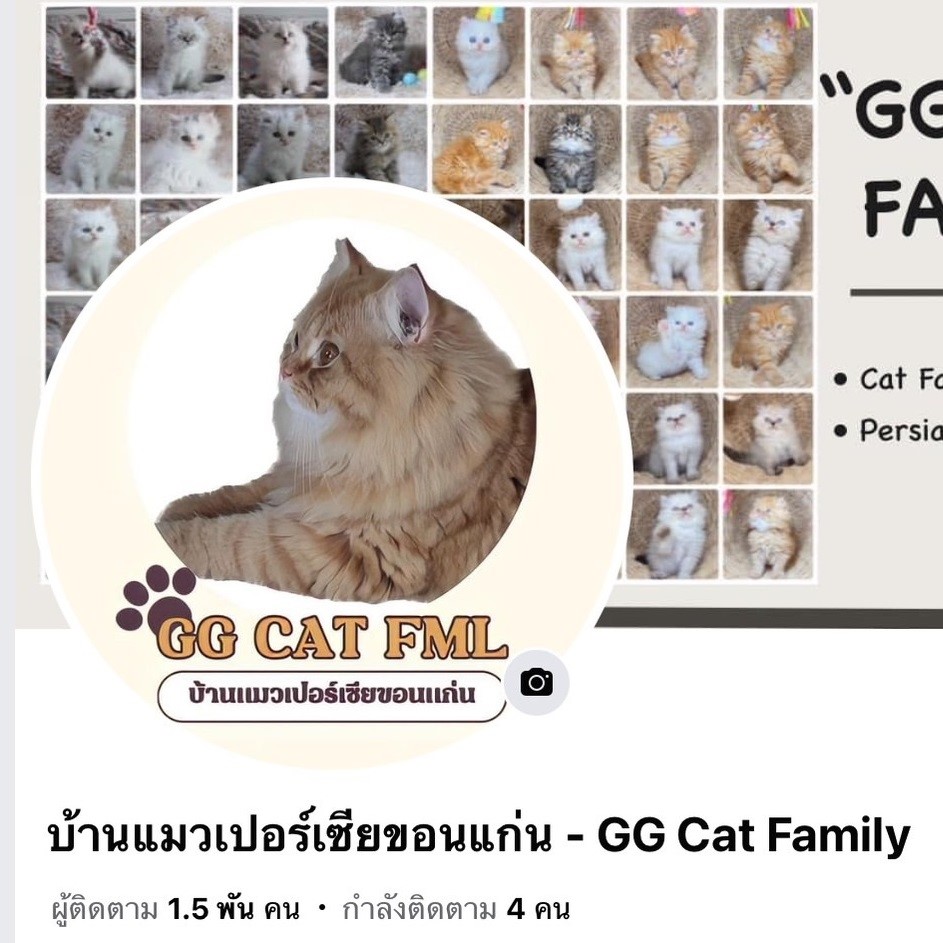 "GG
FA
• Cat Fa
• Persia
GG CAT FML
บ้านแมวเปอร์เซียขอนแก่น
บ้านแมวเปอร์เซียขอนแก่น - GG Cat Family
ผู้ติดตาม 1.5 พัน คน • กำลังติดตาม 4 คน